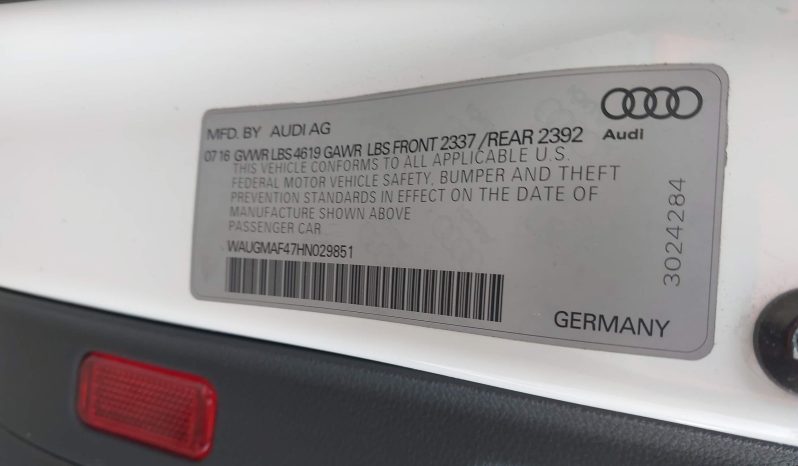 MFD. BY AUDI AG
Audi
0716 GVWR LBS 4619 GAWR LBS FRONT 2337 / REAR 2392
THIS VEHICLE CONFORMS TO ALL APPLICABLE U.S.
FEDERAL MOTOR VEHICLE SAFETY, BUMPER AND THEFT
PREVENTION STANDARDS IN EFFECT ON THE DATE OF
MANUFACTURE SHOWN ABOVE
PASSENGER CAR
WAUGMAF47HN029851
3024284
GERMANY